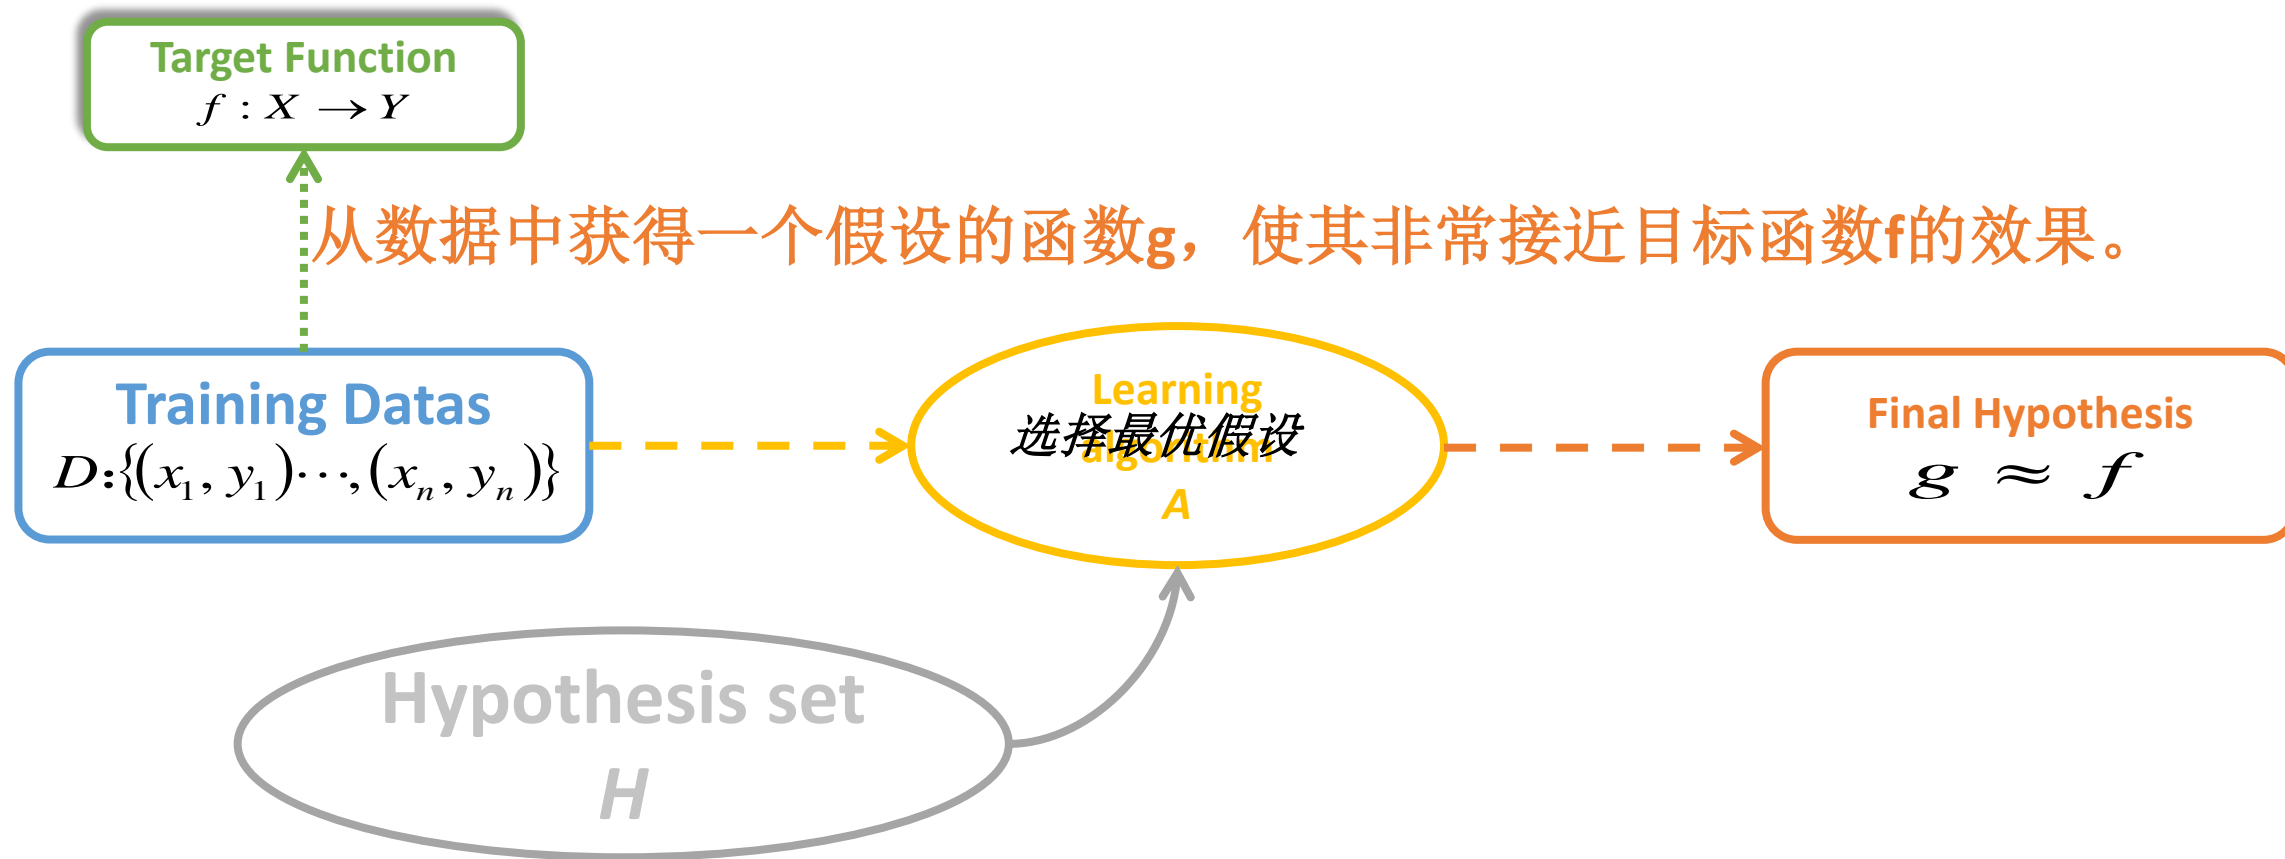 Target Function
f : X → Y
从数据中获得一个假设的函数g，使其非常接近目标函数f的效果。
Training Datas
D:{(x₁, y₁)⋯,(xₙ, yₙ)}
Learning
选择最优假设
algorithm
A
Final Hypothesis
g ≈ f
Hypothesis set
H